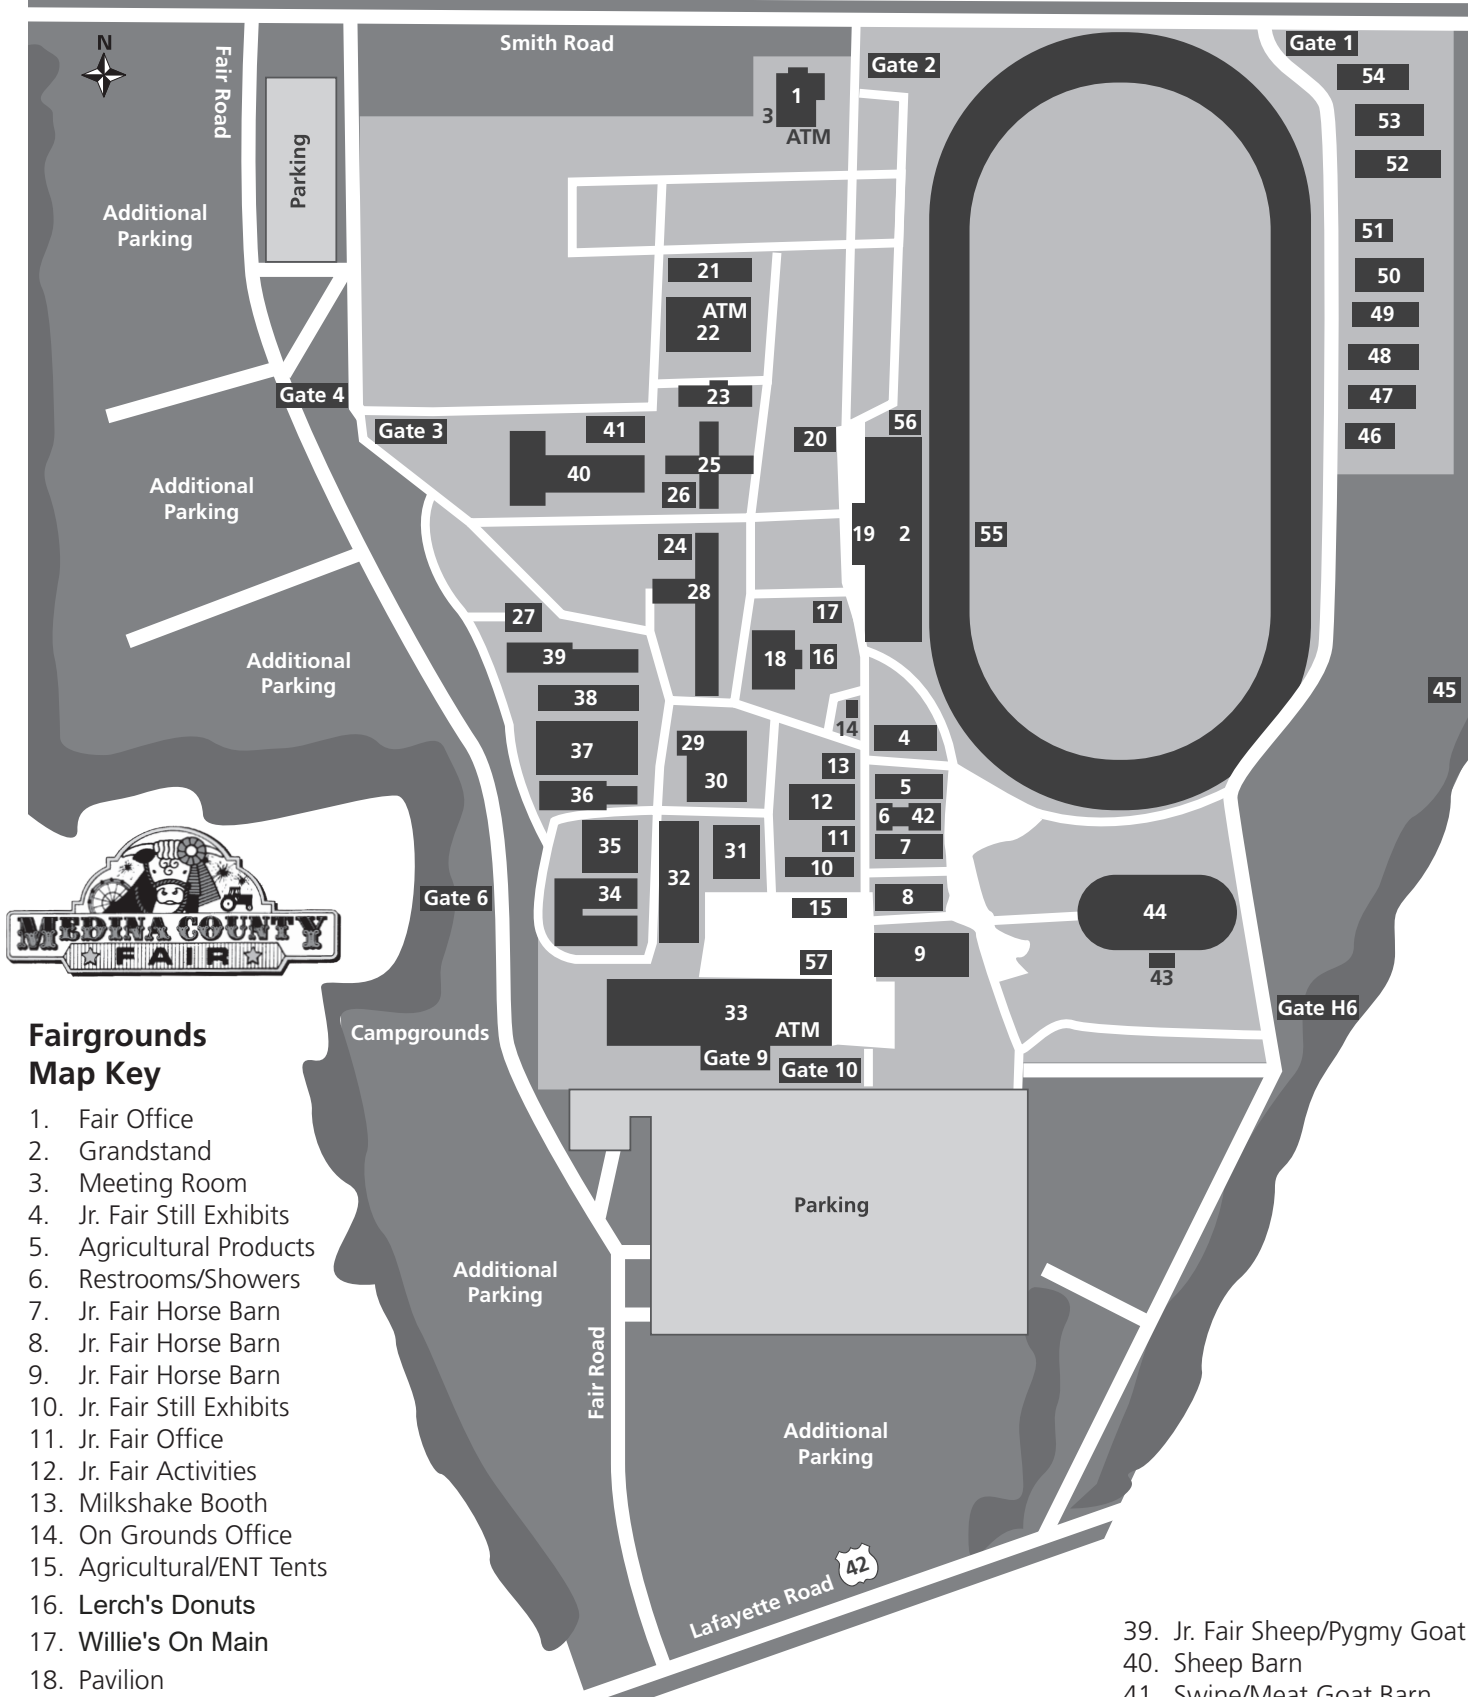 N
Smith Road
Gate 1
Gate 2
Fair Road
Parking
1
3
ATM
54
53
52
51
50
49
48
47
46
Additional
Parking
21
ATM
22
23
Gate 4
Gate 3
41
40
25
26
20
56
19
2
55
Additional
Parking
24
28
27
17
18
16
39
38
37
36
Additional
Parking
45
14
4
29
30
13
12
11
10
5
6
42
7
8
35
34
32
31
15
57
9
44
43
Gate 6
MEDINA COUNTY
FAIR
33
ATM
Gate 9
Gate 10
Gate H6
Campgrounds
Parking
Additional
Parking
Fair Road
Additional
Parking
Lafayette Road
42
Fairgrounds
Map Key
1. Fair Office
2. Grandstand
3. Meeting Room
4. Jr. Fair Still Exhibits
5. Agricultural Products
6. Restrooms/Showers
7. Jr. Fair Horse Barn
8. Jr. Fair Horse Barn
9. Jr. Fair Horse Barn
10. Jr. Fair Still Exhibits
11. Jr. Fair Office
12. Jr. Fair Activities
13. Milkshake Booth
14. On Grounds Office
15. Agricultural/ENT Tents
16. Lerch's Donuts
17. Willie's On Main
18. Pavilion
39. Jr. Fair Sheep/Pygmy Goat
40. Sheep Barn
41. Swine/Meat Goat Barn